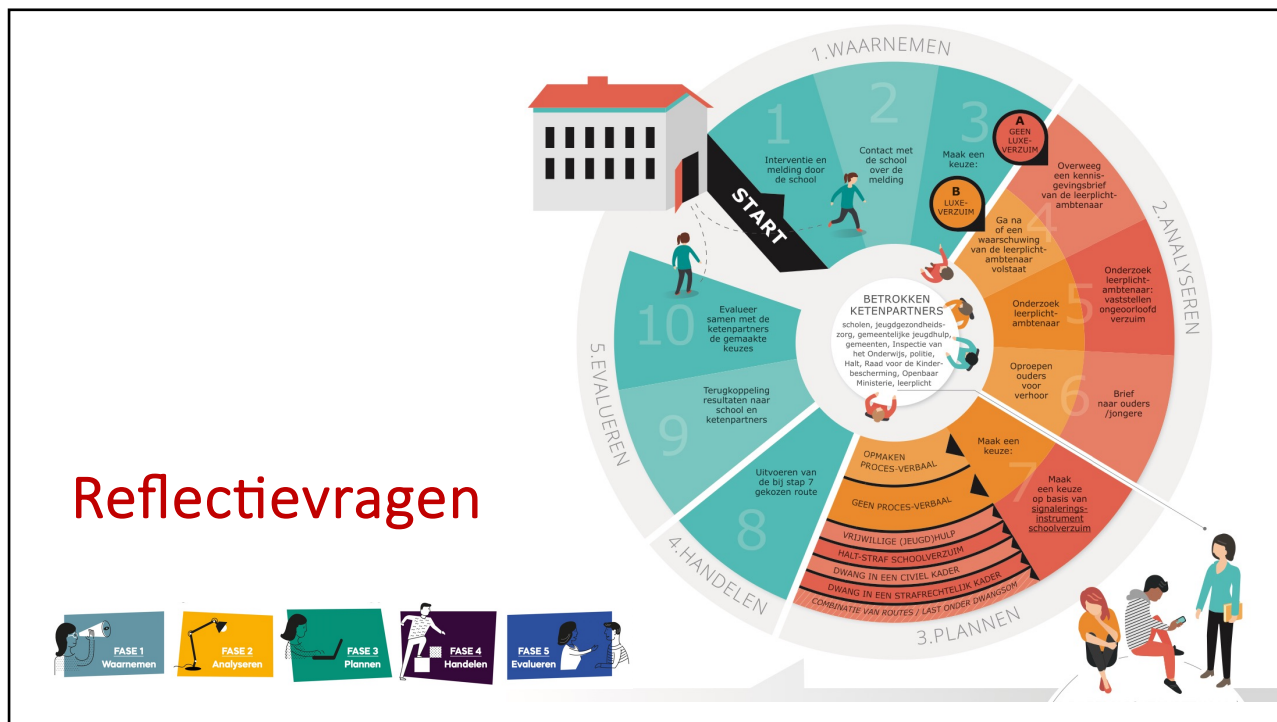 1.WAARNEMEN
1
Interventie en
melding door
de school
2
Contact met
de school
over de
melding
3
Maak een
keuze:
A
GEEN
LUXE-
VERZUIM
B
LUXE-
VERZUIM
START
2.ANALYSEREN
4
Overweeg
een kennis-
gevingbrief
van de leerplicht-
ambtenaar
Ga na
of een
waarschuwing
van de leerplicht-
ambtenaar
volstaat
5
Onderzoek
leerplicht-
ambtenaar:
vaststellen
ongeoorloofd
verzuim
Onderzoek
leerplicht-
ambtenaar
6
Brief
naar ouders
/jongere
Oproepen
ouders
voor
verhoor
BETROKKEN
KETENPARTNERS
scholen, jeugdgezondheids-
zorg, gemeentelijke jeugdhulp,
gemeenten, Inspectie van
het Onderwijs, politie,
Halt, Raad voor de Kinder-
bescherming, Openbaar
Ministerie, leerplicht
3.PLANNEN
7
Maak een
keuze:
Maak
een keuze
op basis van
signalerings-
instrument
schoolverzuim
OPMAKEN
PROCES-VERBAAL
GEEN PROCES-VERBAAL
VRIJWILLIGE (JEUGD)HULP
HALT-STRAF SCHOOLVERZUIM
DWANG IN EEN CIVIEL KADER
DWANG IN EEN STRAFRECHTELIJK KADER
COMBINATIE VAN ROUTES / LAST ONDER DWANGSOM
4.HANDELEN
8
Uitvoeren van
de bij stap 7
gekozen route
5.EVALUEREN
9
Terugkoppeling
resultaten naar
school en
ketenpartners
10
Evalueer
samen met de
ketenpartners
de gemaakte
keuzes
Reflectievragen
FASE 1
Waarnemen
FASE 2
Analyseren
FASE 3
Plannen
FASE 4
Handelen
FASE 5
Evalueren